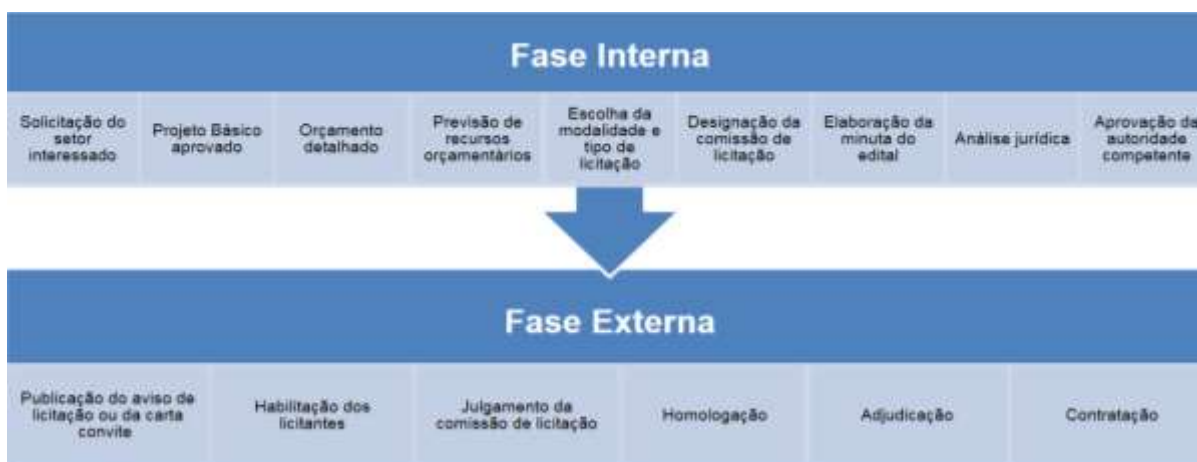 Fase Interna
Solicitação do
setor
interessado
Projeto Básico
aprovado
Orçamento
detalhado
Previsão de
recursos
orçamentários
Escolha da
modalidade e
tipo de
licitação
Designação da
comissão de
licitação
Elaboração da
minuta do
edital
Análise jurídica
Aprovação da
autoridade
competente
Fase Externa
Publicação do aviso de
licitação ou da carta
convite
Habilitação dos
licitantes
Julgamento da
comissão de licitação
Homologação
Adjudicação
Contratação